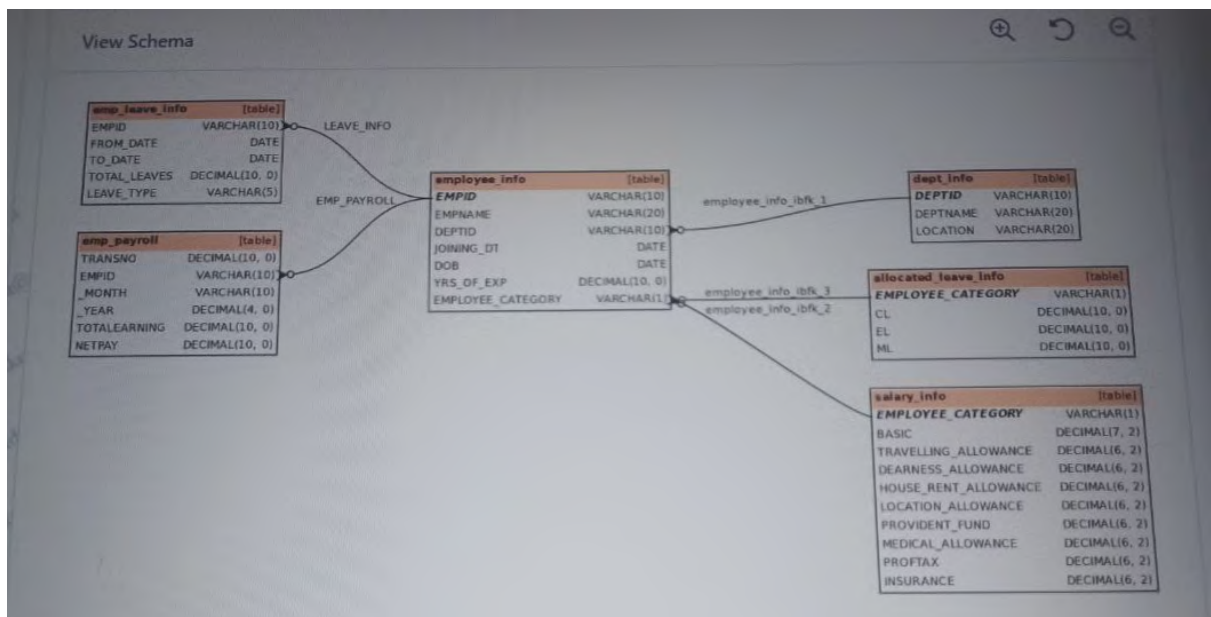 View Schema
emp_leave_info [table]
EMPID VARCHAR(10)
FROM_DATE DATE
TO_DATE DATE
TOTAL_LEAVES DECIMAL(10, 0)
LEAVE_TYPE VARCHAR(5)
LEAVE_INFO
EMP_PAYROLL
emp_payroll [table]
TRANSNO DECIMAL(10, 0)
EMPID VARCHAR(10)
_MONTH VARCHAR(10)
_YEAR DECIMAL(4, 0)
TOTALEARNING DECIMAL(10, 0)
NETPAY DECIMAL(10, 0)
employee_info [table]
EMPID VARCHAR(10)
EMPNAME VARCHAR(20)
DEPTID VARCHAR(10)
JOINING_DT DATE
DOB DATE
YRS_OF_EXP DECIMAL(10, 0)
EMPLOYEE_CATEGORY VARCHAR(1)
employee_info_ibfk_1
employee_info_ibfk_3
employee_info_ibfk_2
dept_info [table]
DEPTID VARCHAR(10)
DEPTNAME VARCHAR(20)
LOCATION VARCHAR(20)
allocated_leave_info [table]
EMPLOYEE_CATEGORY VARCHAR(1)
CL DECIMAL(10, 0)
EL DECIMAL(10, 0)
ML DECIMAL(10, 0)
salary_info [table]
EMPLOYEE_CATEGORY VARCHAR(1)
BASIC DECIMAL(7, 2)
TRAVELLING_ALLOWANCE DECIMAL(6, 2)
DEARNESS_ALLOWANCE DECIMAL(6, 2)
HOUSE_RENT_ALLOWANCE DECIMAL(6, 2)
LOCATION_ALLOWANCE DECIMAL(6, 2)
PROVIDENT_FUND DECIMAL(6, 2)
MEDICAL_ALLOWANCE DECIMAL(6, 2)
PROFTAX DECIMAL(6, 2)
INSURANCE DECIMAL(6, 2)